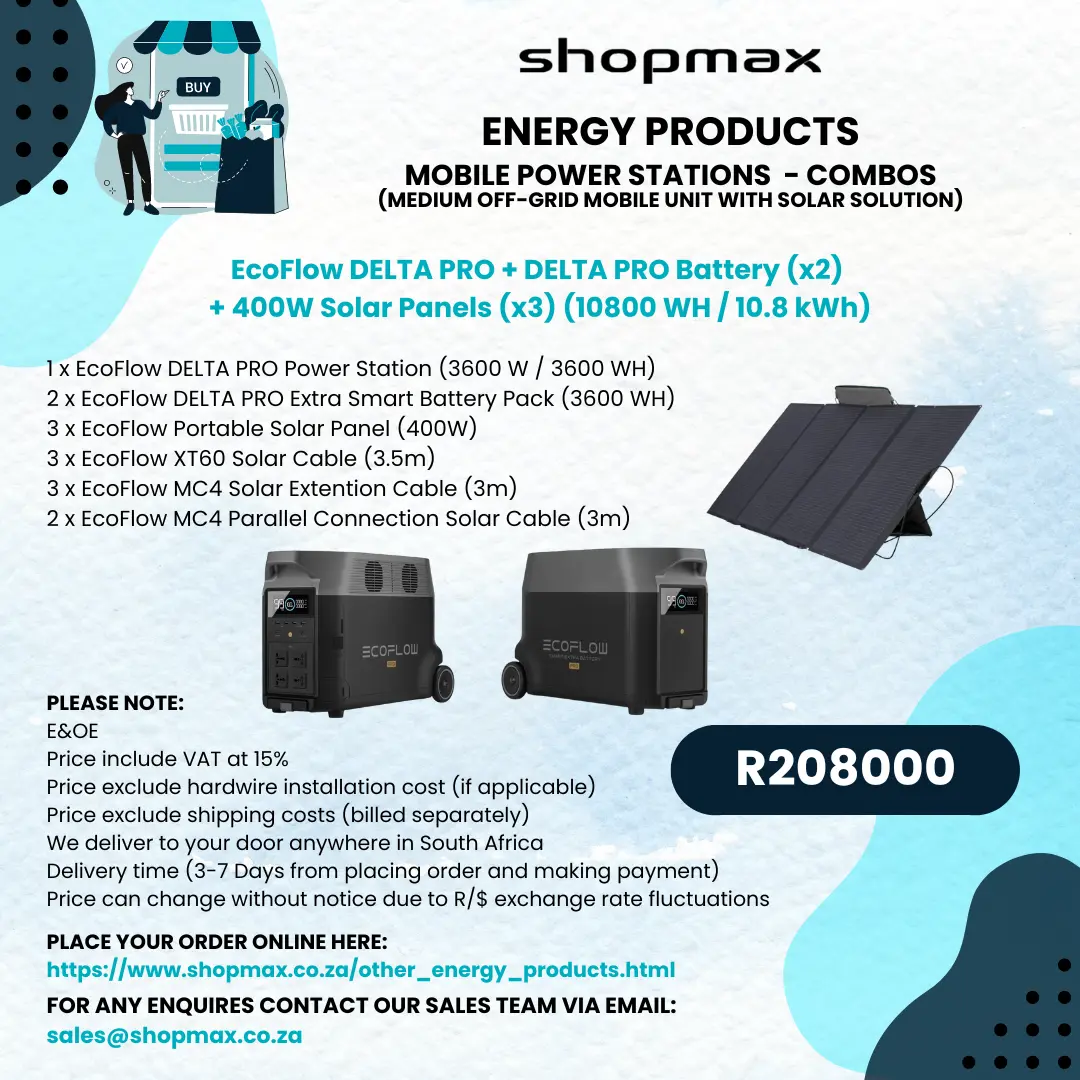 BUY
shopmax
ENERGY PRODUCTS
MOBILE POWER STATIONS - COMBOS
(MEDIUM OFF-GRID MOBILE UNIT WITH SOLAR SOLUTION)
EcoFlow DELTA PRO + DELTA PRO Battery (x2)
+ 400W Solar Panels (x3) (10800 WH / 10.8 kWh)
1 x EcoFlow DELTA PRO Power Station (3600 W / 3600 WH)
2 x EcoFlow DELTA PRO Extra Smart Battery Pack (3600 WH)
3 x EcoFlow Portable Solar Panel (400W)
3 x EcoFlow XT60 Solar Cable (3.5m)
3 x EcoFlow MC4 Solar Extention Cable (3m)
2 x EcoFlow MC4 Parallel Connection Solar Cable (3m)
99
ECOFLOW
PRO
ECOFLOW
PRO
99
PLEASE NOTE:
E&OE
Price include VAT at 15%
Price exclude hardwire installation cost (if applicable)
Price exclude shipping costs (billed separately)
We deliver to your door anywhere in South Africa
Delivery time (3-7 Days from placing order and making payment)
Price can change without notice due to R/$ exchange rate fluctuations
R208000
PLACE YOUR ORDER ONLINE HERE:
https://www.shopmax.co.za/other_energy_products.html
FOR ANY ENQUIRES CONTACT OUR SALES TEAM VIA EMAIL:
sales@shopmax.co.za